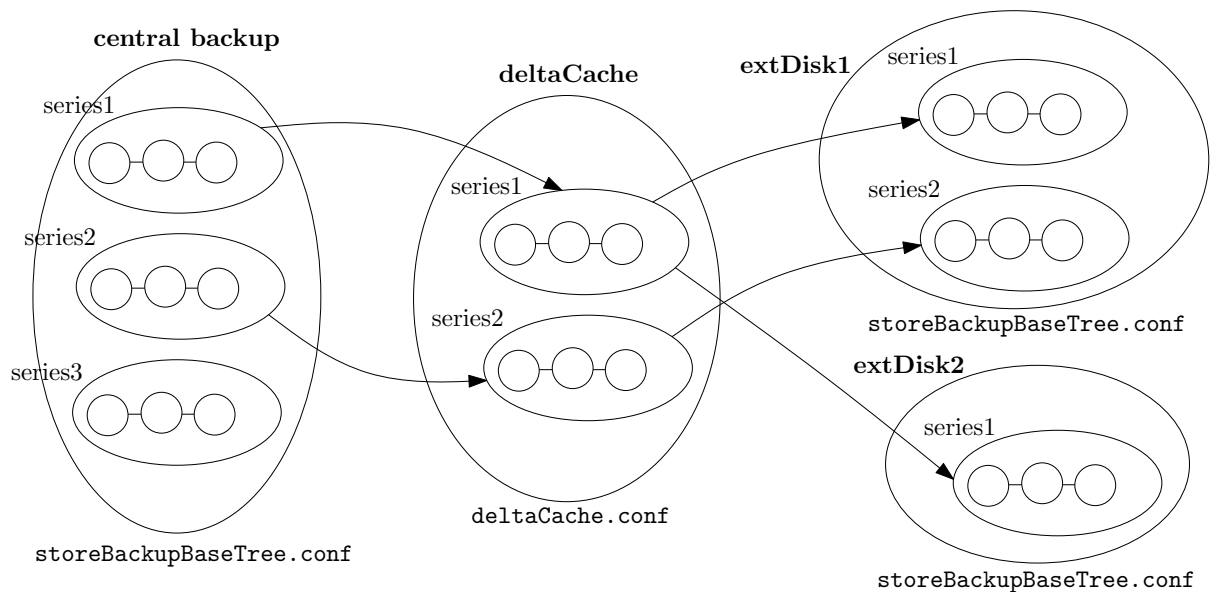 central backup
series1
series2
series3
storeBackupBaseTree.conf
deltaCache
series1
series2
deltaCache.conf
extDisk1
series1
series2
storeBackupBaseTree.conf
extDisk2
series1
storeBackupBaseTree.conf